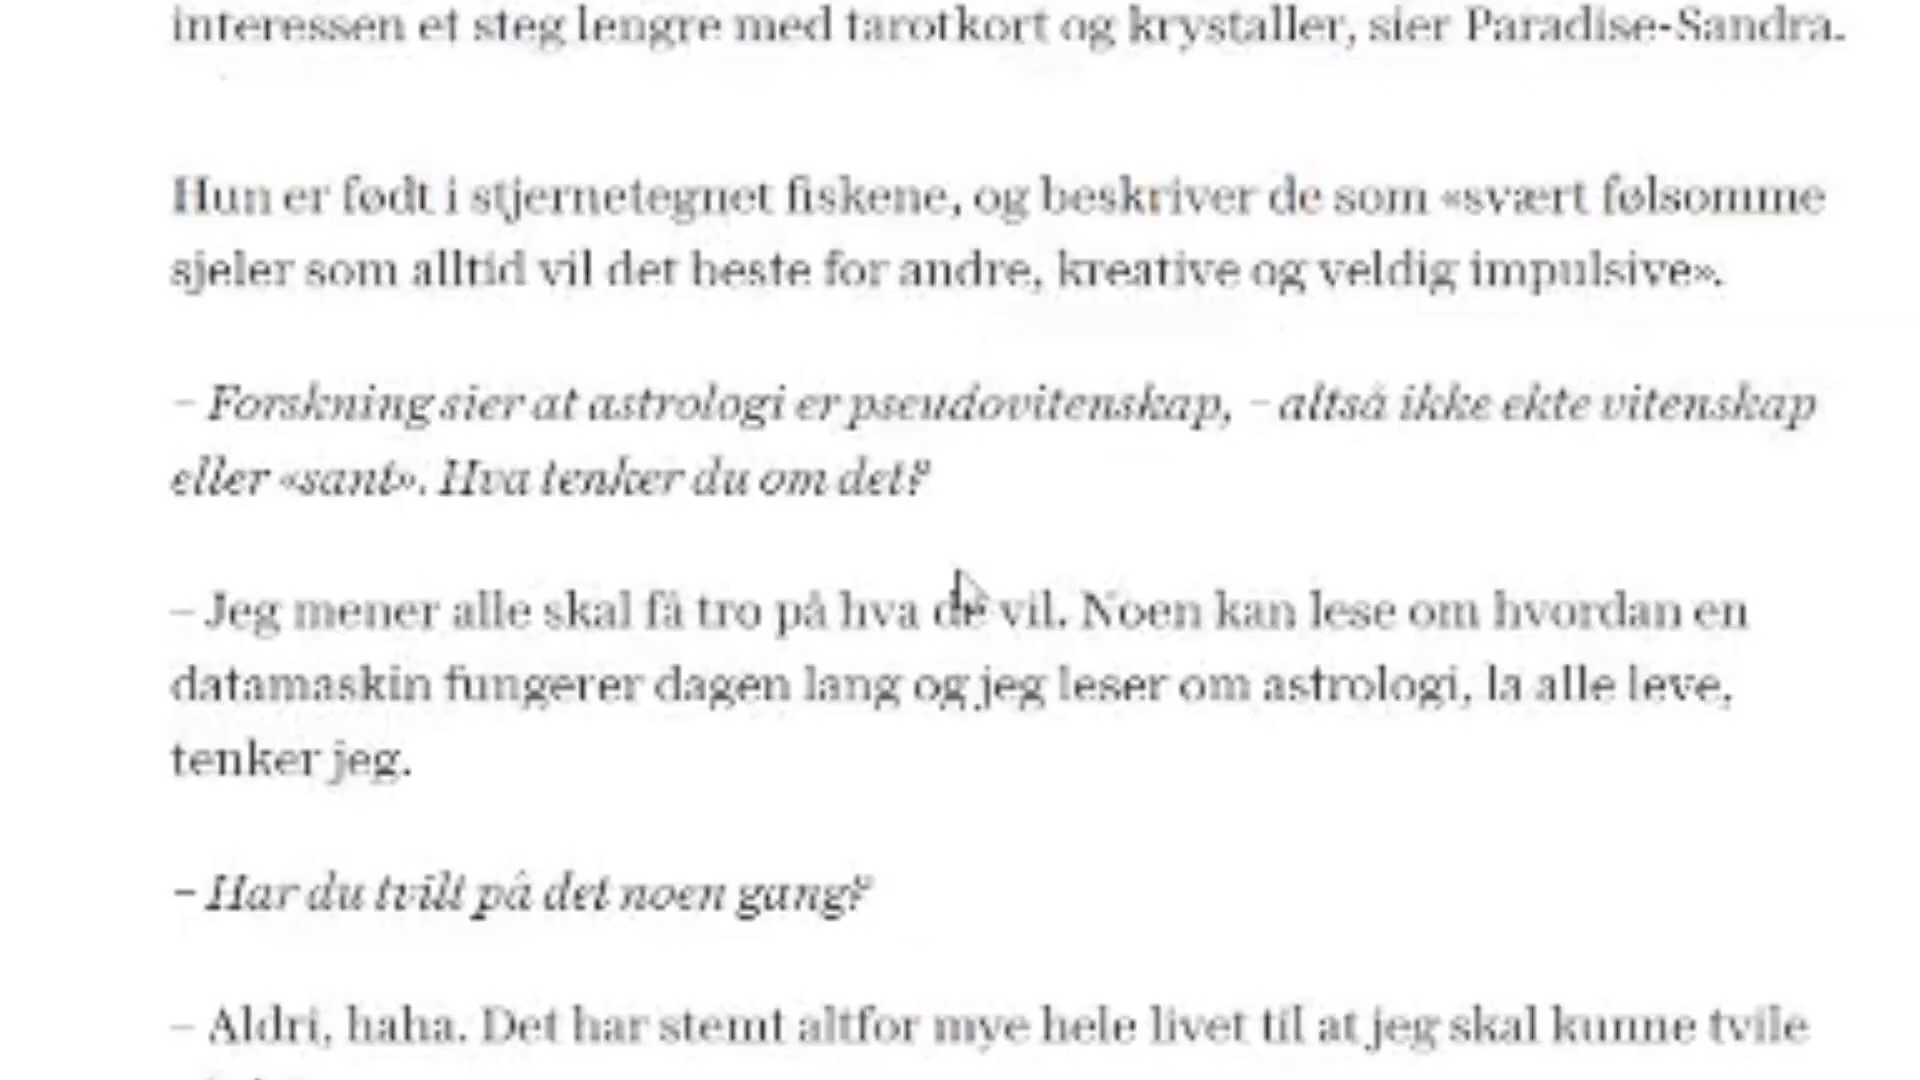 interessen et steg lengre med tarotkort og krystaller, sier Paradise-Sandra.
Hun er født i stjernetegnet fiskene, og beskriver de som «svært følsomme
sjeler som alltid vil det beste for andre, kreative og veldig impulsive».
– Forskning sier at astrologi er pseudovitenskap, – altså ikke ekte vitenskap
eller «sant». Hva tenker du om det?
– Jeg mener alle skal få tro på hva de vil. Noen kan lese om hvordan en
datamaskin fungerer dagen lang og jeg leser om astrologi, la alle leve,
tenker jeg.
– Har du tvilt på det noen gang?
– Aldri, haha. Det har stemt altfor mye hele livet til at jeg skal kunne tvile